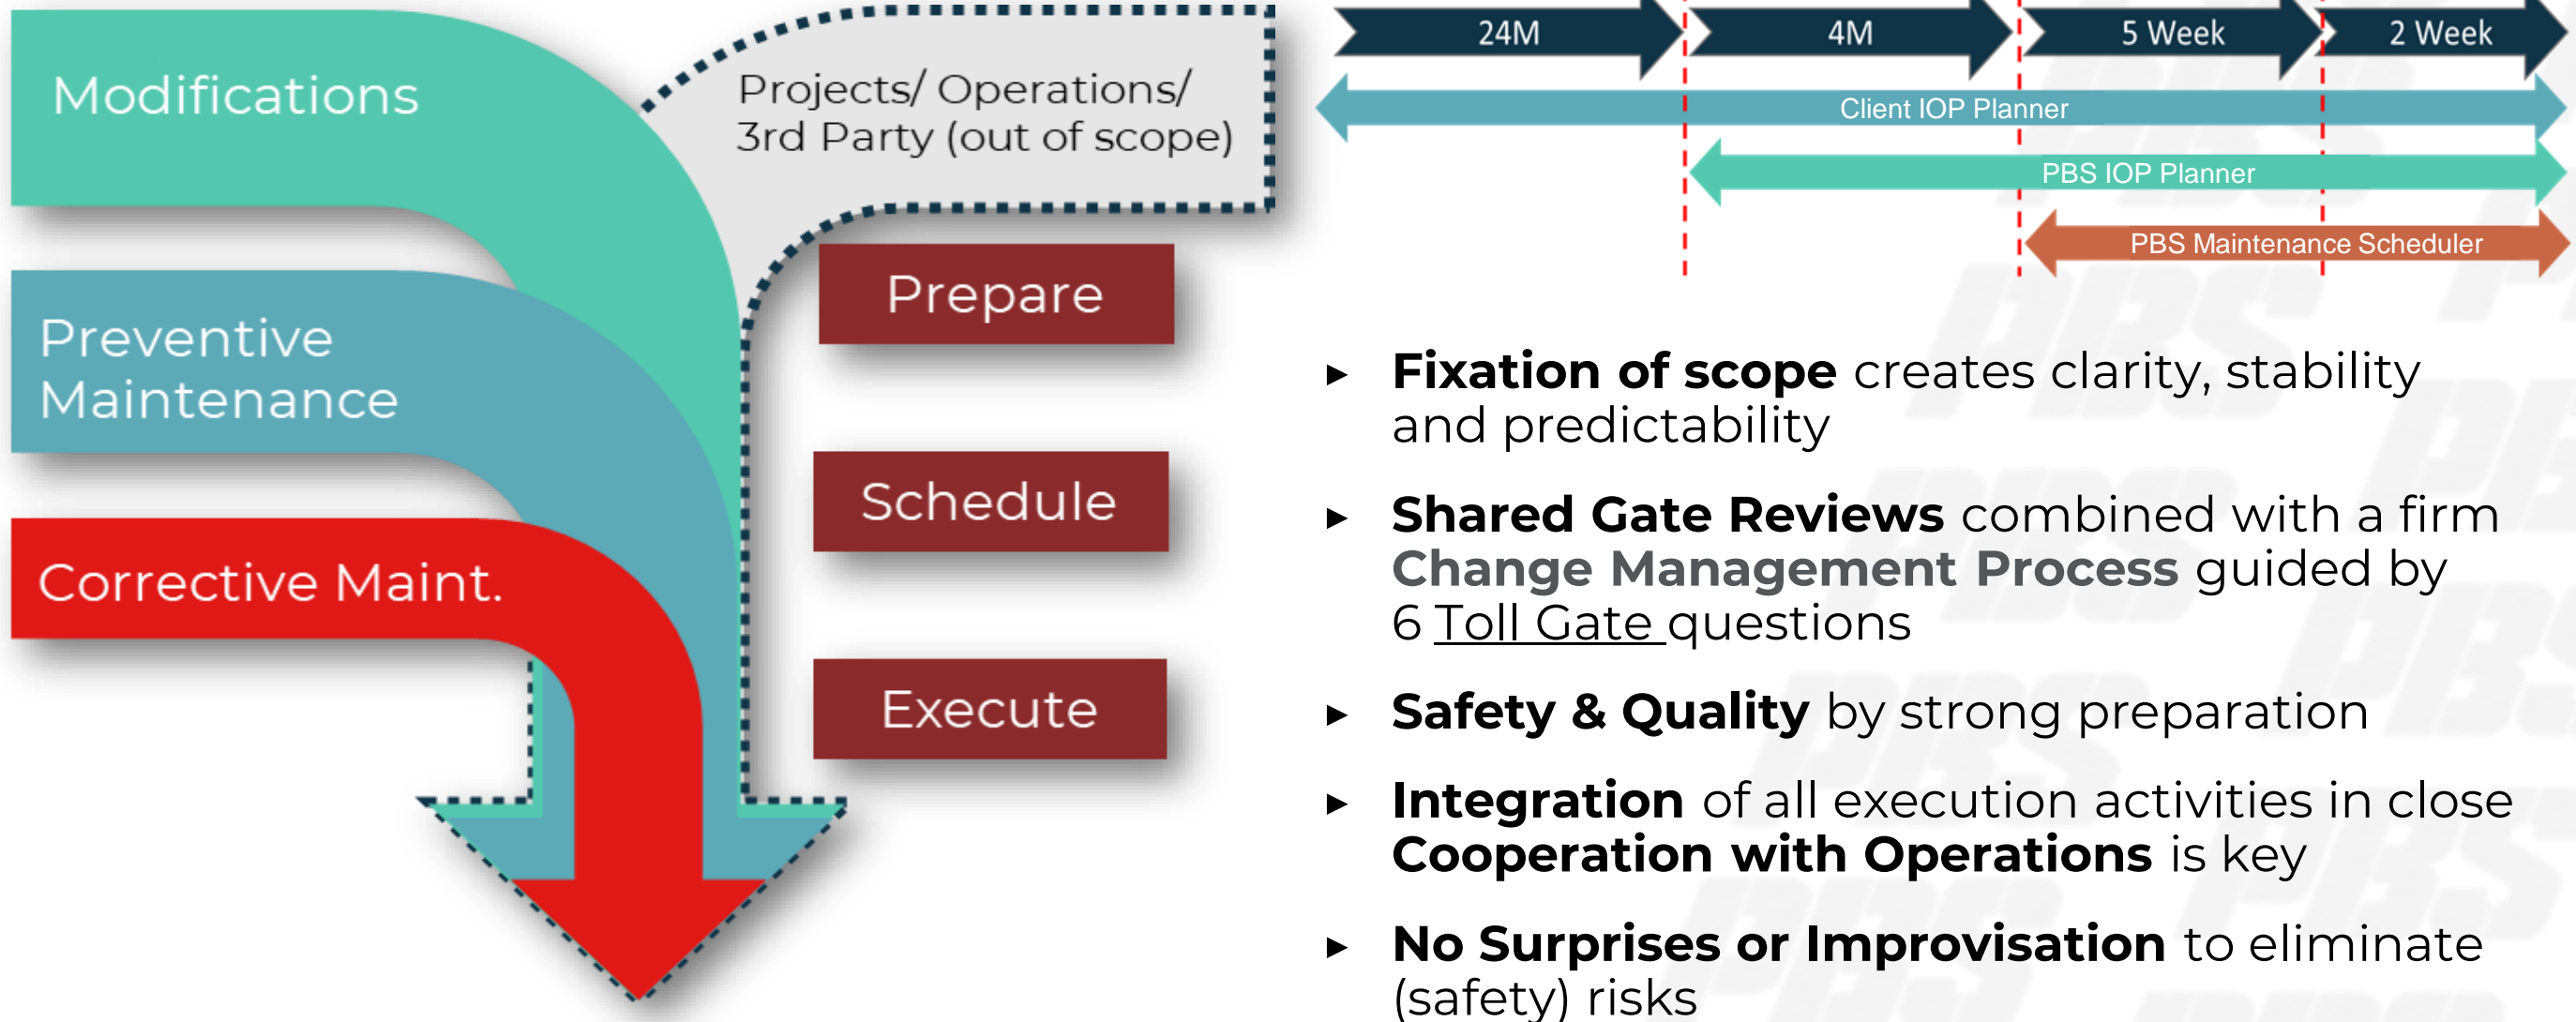 Modifications
Projects/ Operations/
3rd Party (out of scope)
Preventive
Maintenance
Corrective Maint.
Prepare
Schedule
Execute
24M
4M
5 Week
2 Week
Client IOP Planner
PBS IOP Planner
PBS Maintenance Scheduler
► Fixation of scope creates clarity, stability
and predictability
► Shared Gate Reviews combined with a firm
Change Management Process guided by
6 Toll Gate questions
► Safety & Quality by strong preparation
► Integration of all execution activities in close
Cooperation with Operations is key
► No Surprises or Improvisation to eliminate
(safety) risks